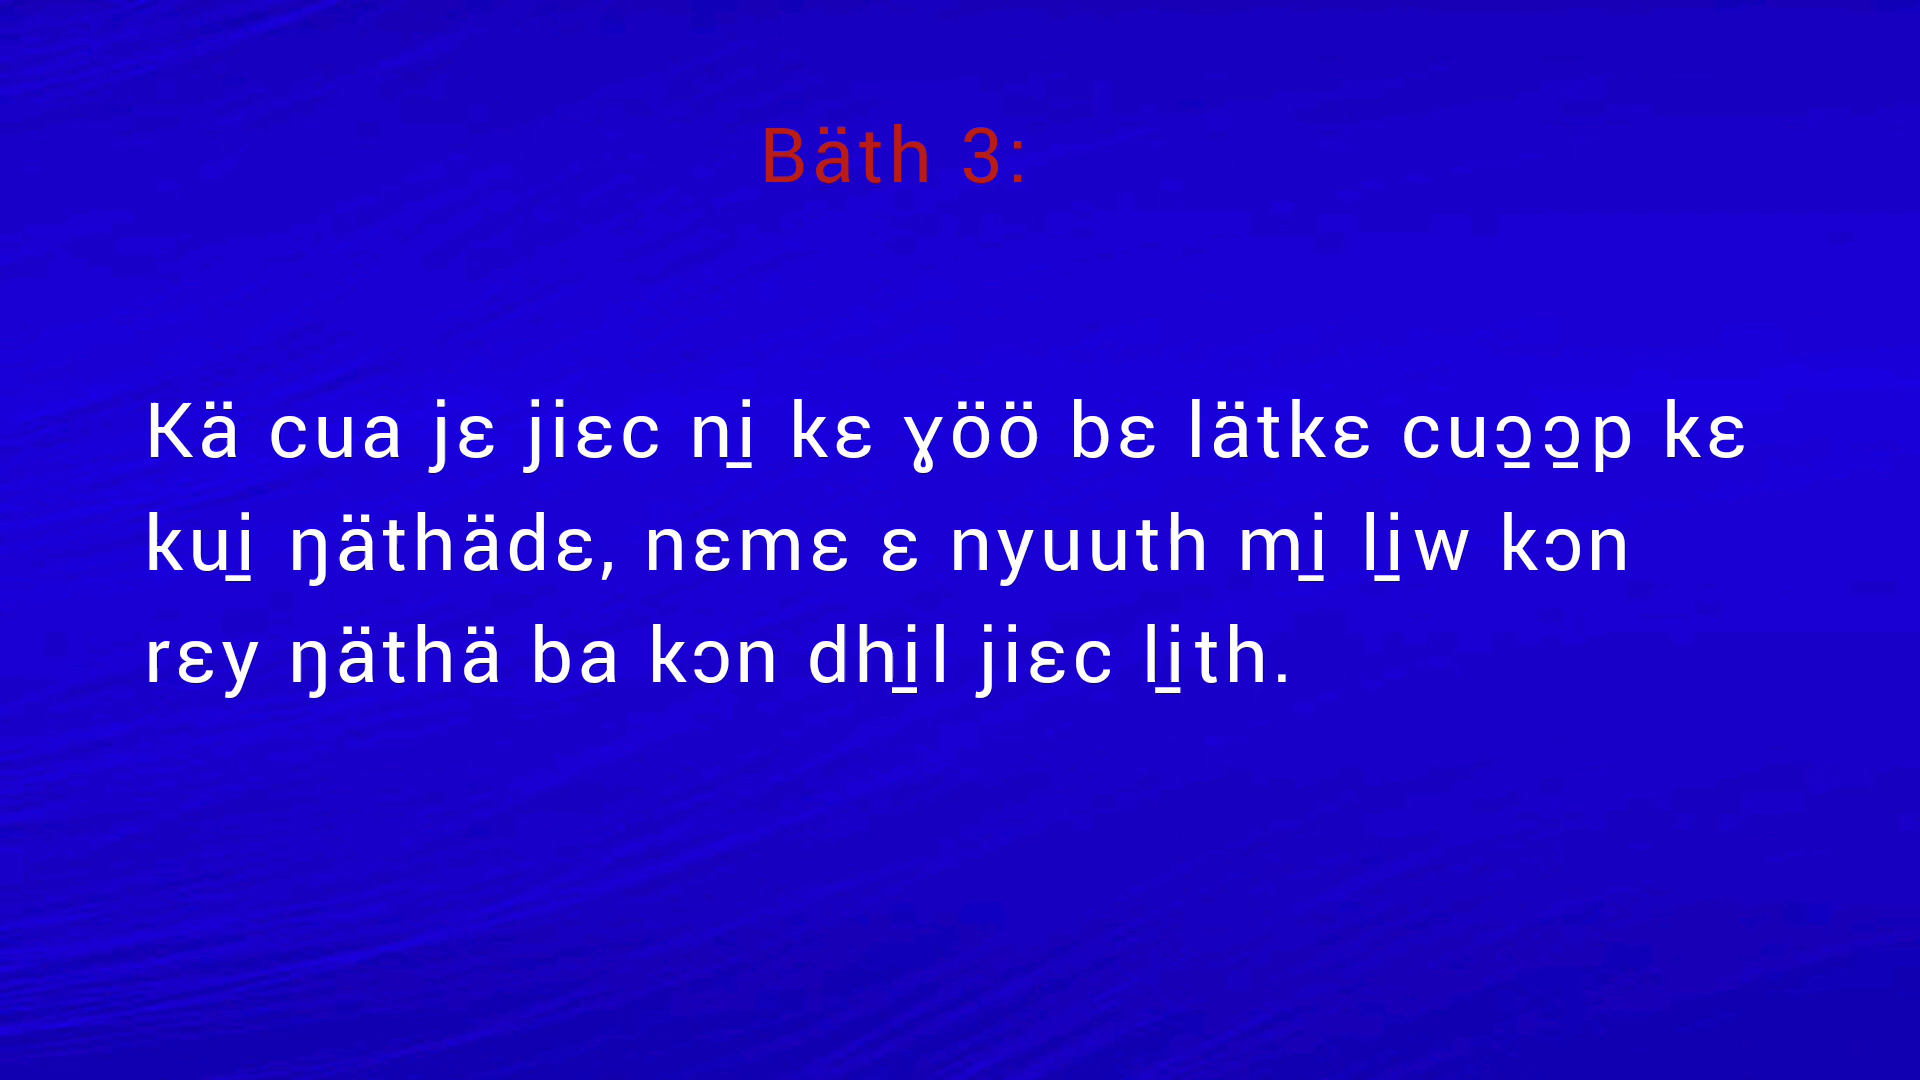 Bäth 3:
Kä cua jɛ jiɛc ni̱ kɛ ɣöö bɛ lätkɛ cuɔ̱ɔ̱p kɛ
kui̱ ŋäthädɛ, nɛmɛ ɛ nyuuth mi̱ li̱w kɔn
rɛy ŋäthä ba kɔn dhi̱l jiɛc li̱th.